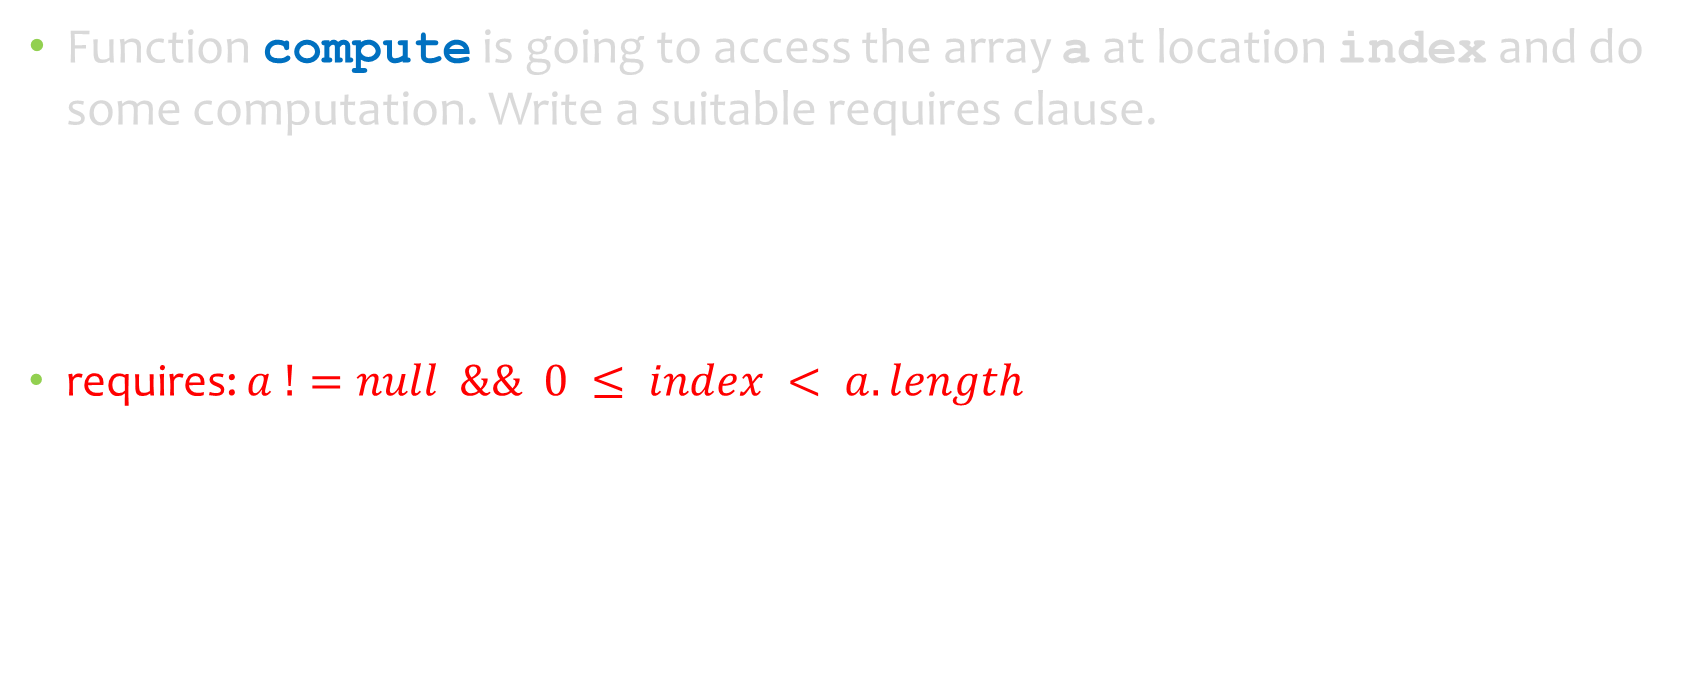 • Function compute is going to access the array a at location index and do
some computation. Write a suitable requires clause.
• requires: a != null && 0 ≤ index < a.length